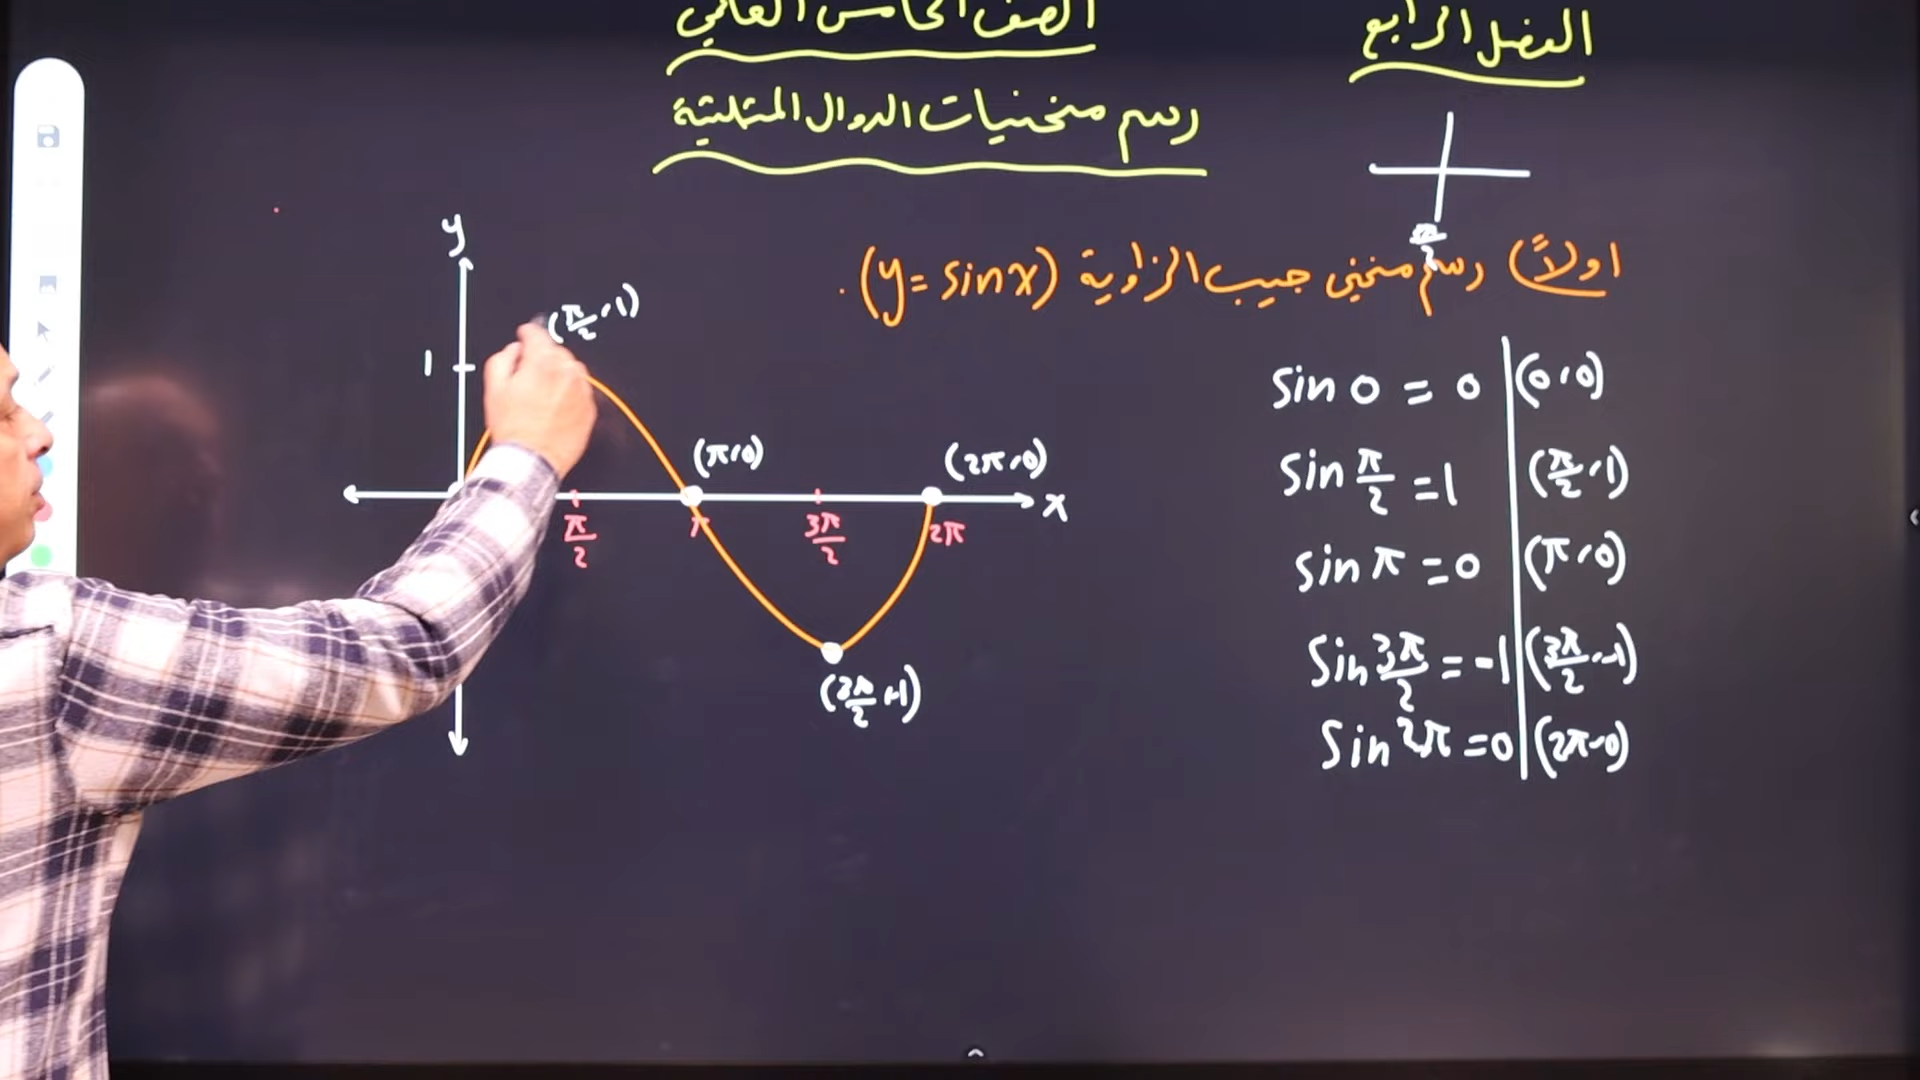 الفصل الرابع
الصف الخامس العلمي
رسم منحنيات الدوال المثلثية
اولاً) رسم منحني جيب الزاوية (y = sin x) .
y
1
(π/2 , 1)
(π , 0)
(2π , 0)
x
π/2
π
3π/2
2π
(3π/2 , -1)
sin 0 = 0 (0 , 0)
sin π/2 = 1 (π/2 , 1)
sin π = 0 (π , 0)
Sin 3π/2 = -1 (3π/2 , -1)
Sin 2π = 0 (2π , 0)